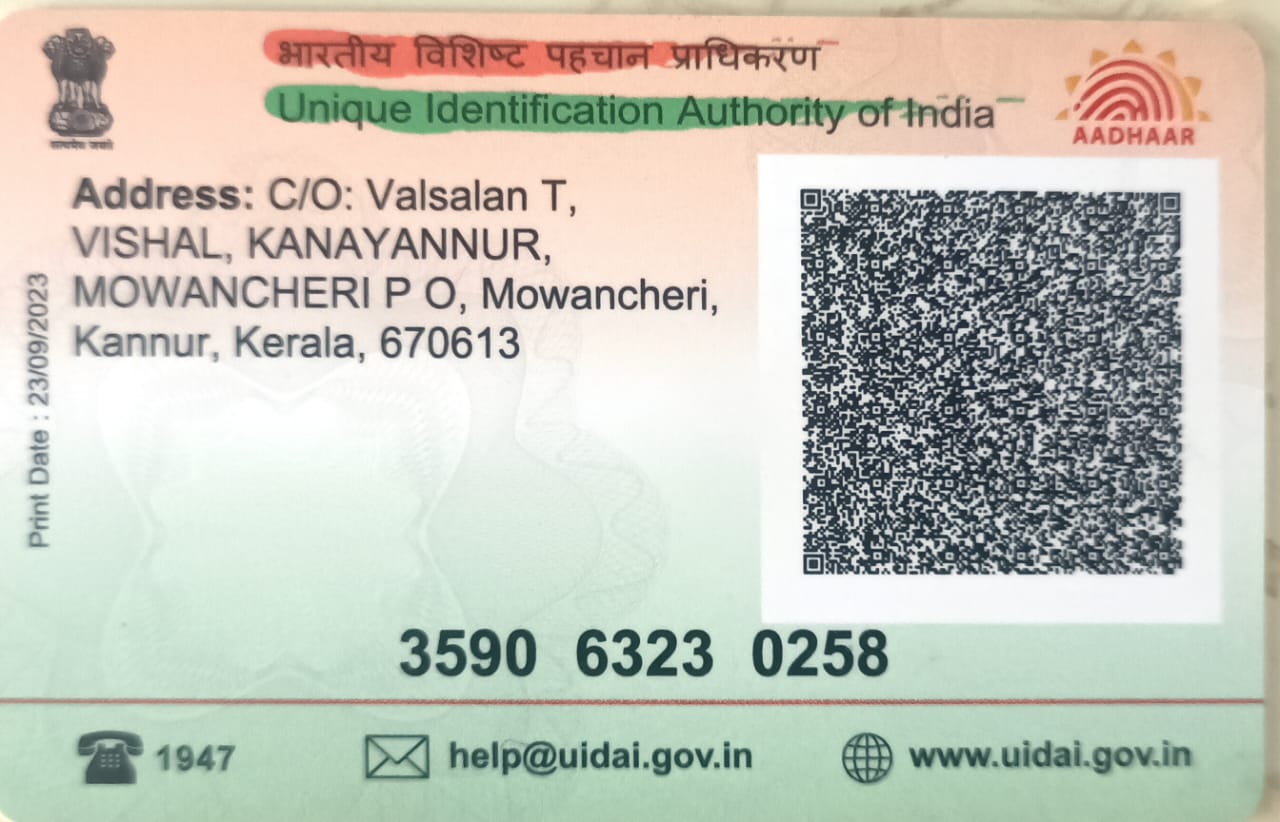 भारतीय विशिष्ट पहचान प्राधिकरण
Unique Identification Authority of India
सत्यमेव जयते
AADHAAR
Address: C/O: Valsalan T,
VISHAL, KANAYANNUR,
MOWANCHERI P O, Mowancheri,
Kannur, Kerala, 670613
Print Date : 23/09/2023
3590 6323 0258
1947
help@uidai.gov.in
www.uidai.gov.in